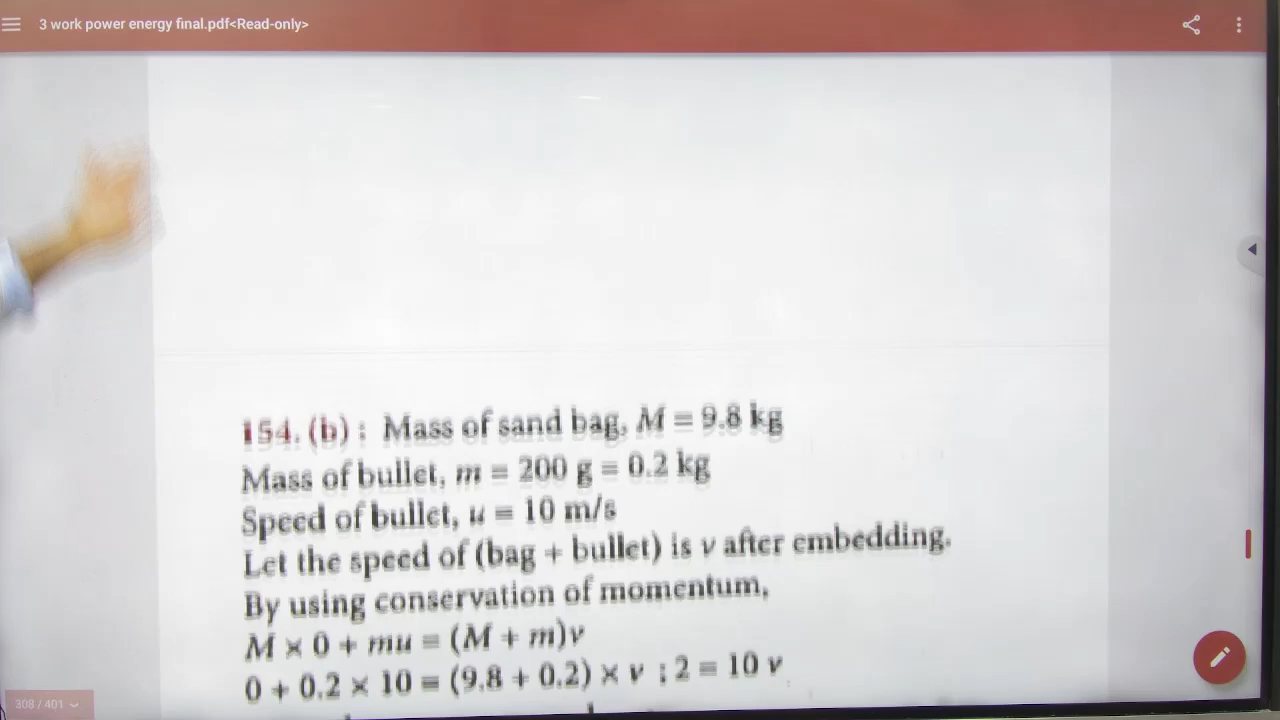 3 work power energy final.pdf<Read-only>
154. (b) : Mass of sand bag, M = 9.8 kg
Mass of bullet, m = 200 g = 0.2 kg
Speed of bullet, u = 10 m/s
Let the speed of (bag + bullet) is v after embedding.
By using conservation of momentum,
M × 0 + mu = (M + m)v
0 + 0.2 × 10 = (9.8 + 0.2) × v ; 2 = 10 v
308 / 401